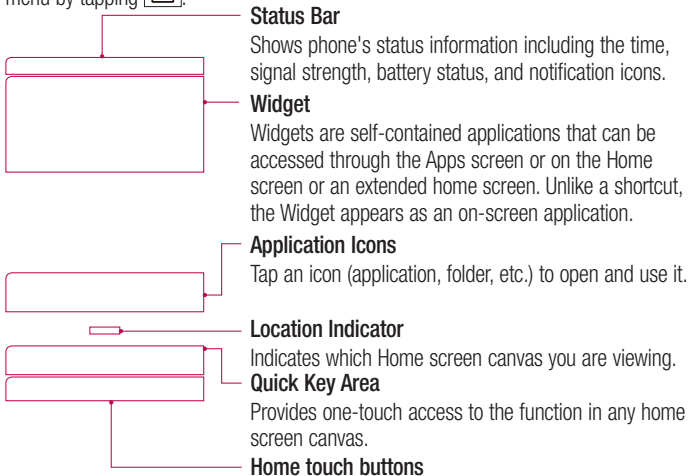 menu by tapping
Status Bar
Shows phone's status information including the time,
signal strength, battery status, and notification icons.
Widget
Widgets are self-contained applications that can be
accessed through the Apps screen or on the Home
screen or an extended home screen. Unlike a shortcut,
the Widget appears as an on-screen application.
Application Icons
Tap an icon (application, folder, etc.) to open and use it.
Location Indicator
Indicates which Home screen canvas you are viewing.
Quick Key Area
Provides one-touch access to the function in any home
screen canvas.
Home touch buttons